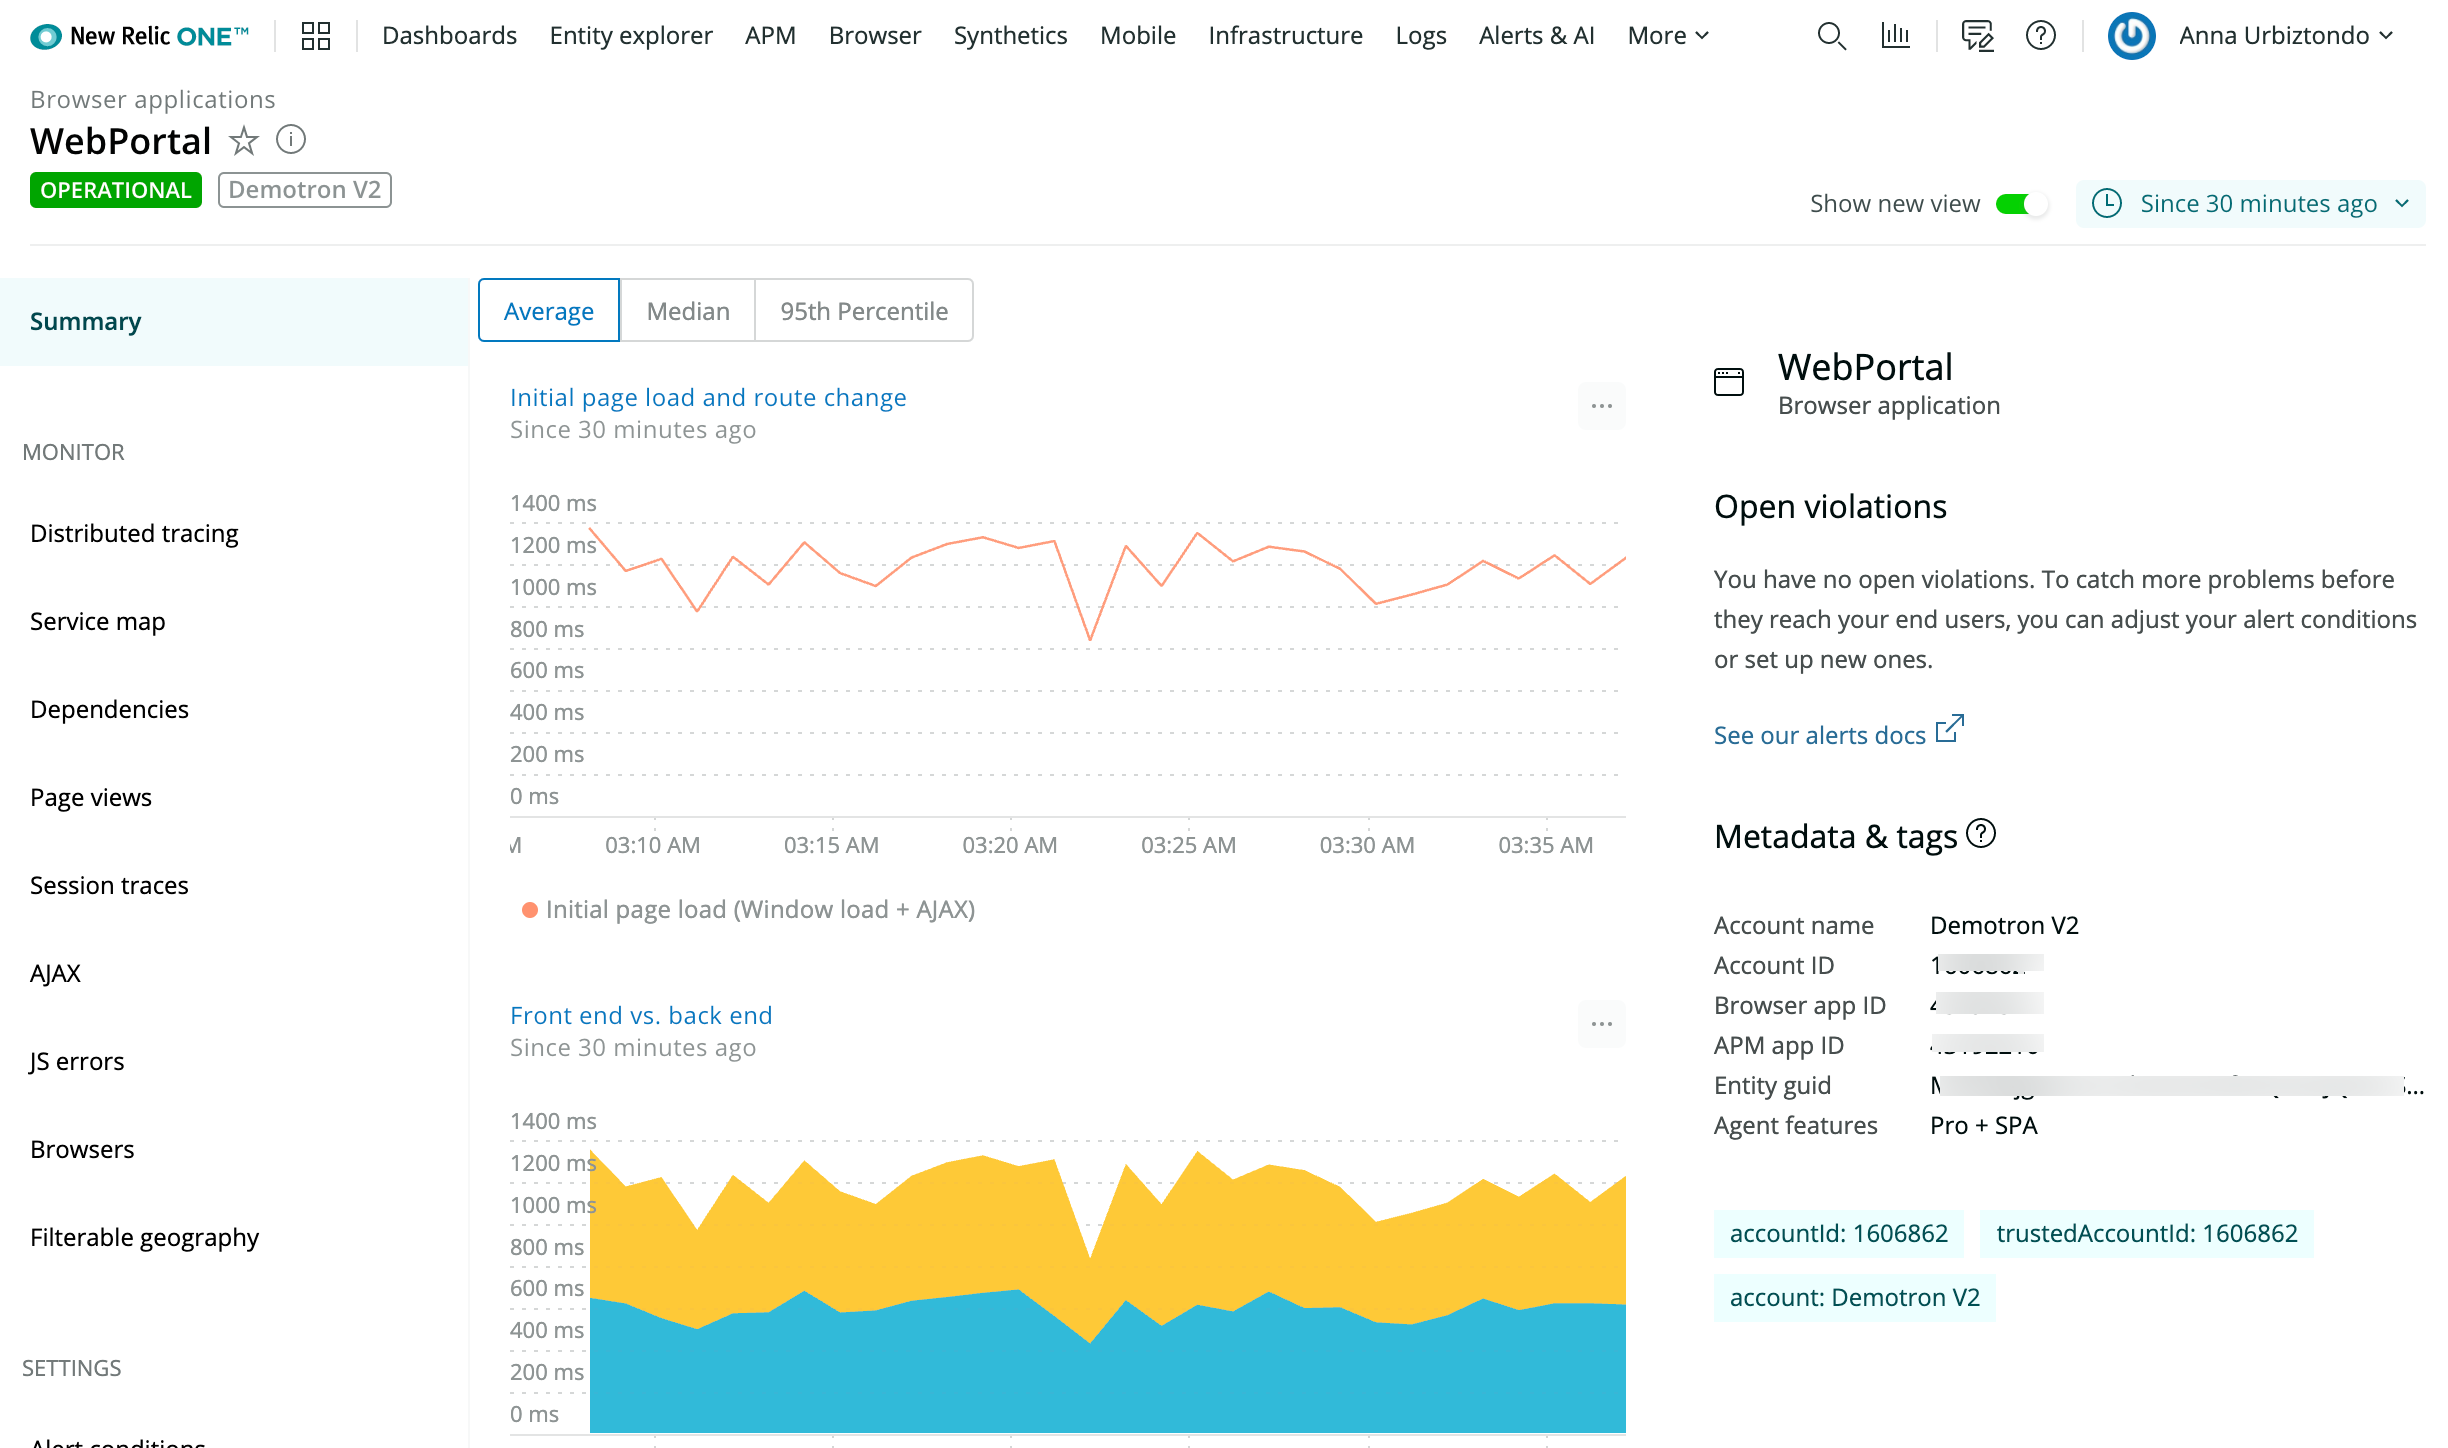 New Relic ONE™
Dashboards Entity explorer APM Browser Synthetics Mobile Infrastructure Logs Alerts & AI More
Anna Urbiztondo
Browser applications
WebPortal
OPERATIONAL Demotron V2
Show new view
Since 30 minutes ago
Summary
MONITOR
Distributed tracing
Service map
Dependencies
Page views
Session traces
AJAX
JS errors
Browsers
Filterable geography
SETTINGS
Alert conditions
Average Median 95th Percentile
Initial page load and route change
Since 30 minutes ago
1400 ms
1200 ms
1000 ms
800 ms
600 ms
400 ms
200 ms
0 ms
M 03:10 AM 03:15 AM 03:20 AM 03:25 AM 03:30 AM 03:35 AM
Initial page load (Window load + AJAX)
Front end vs. back end
Since 30 minutes ago
1400 ms
1200 ms
1000 ms
800 ms
600 ms
400 ms
200 ms
0 ms
WebPortal
Browser application
Open violations
You have no open violations. To catch more problems before
they reach your end users, you can adjust your alert conditions
or set up new ones.
See our alerts docs
Metadata & tags
Account name Demotron V2
Account ID
Browser app ID
APM app ID
Entity guid
Agent features Pro + SPA
accountId: 1606862 trustedAccountId: 1606862
account: Demotron V2